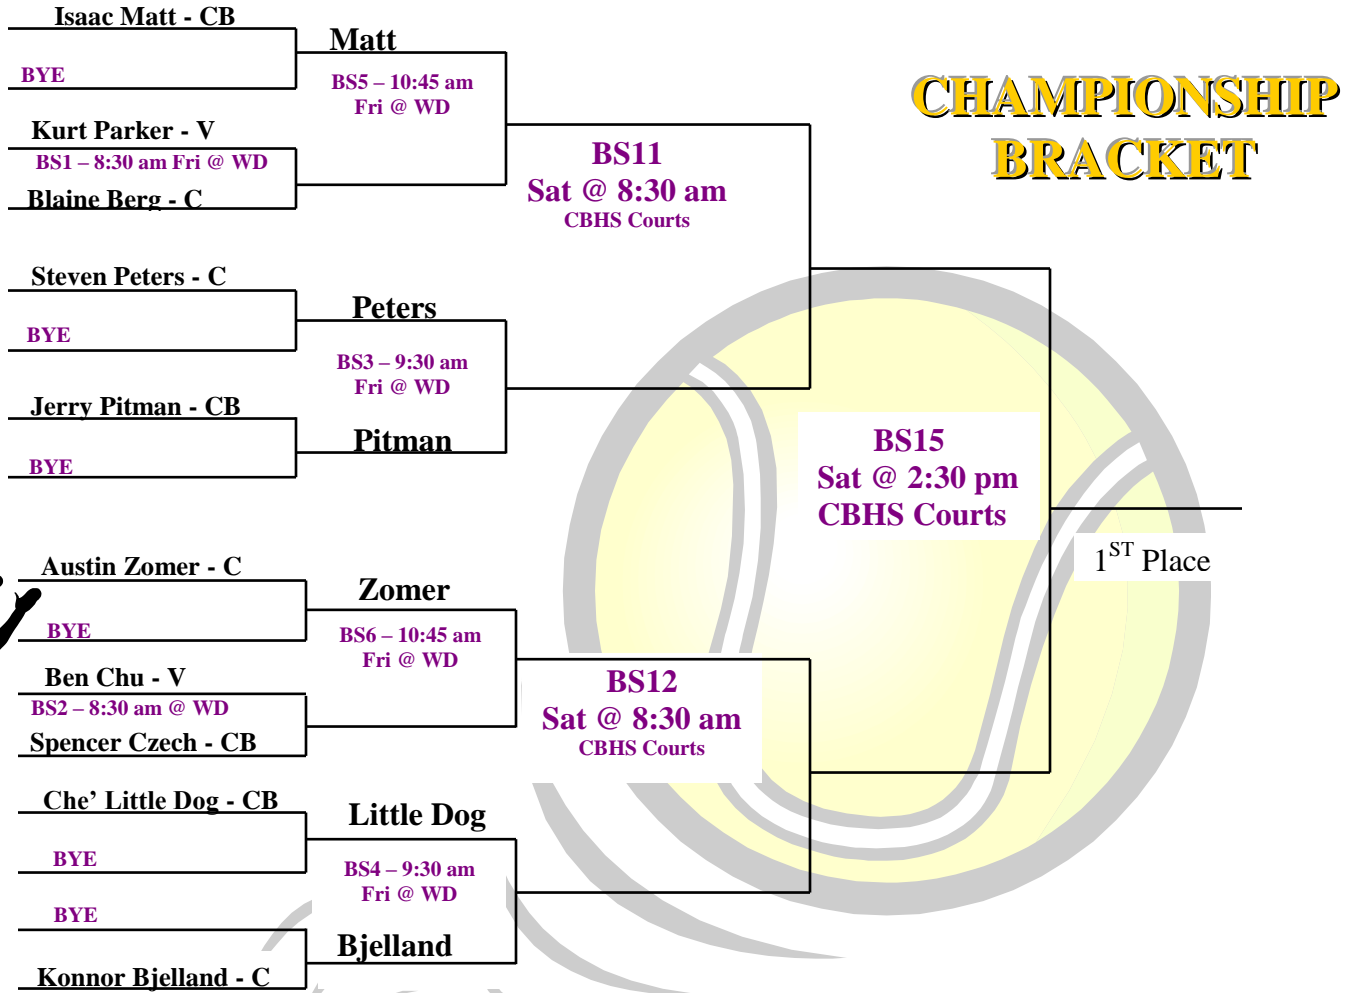 Isaac Matt - CB
Matt
BYE
BS5 – 10:45 am
Fri @ WD
CHAMPIONSHIP
BRACKET
Kurt Parker - V
BS1 – 8:30 am Fri @ WD
Blaine Berg - C
BS11
Sat @ 8:30 am
CBHS Courts
Steven Peters - C
Peters
BYE
BS3 – 9:30 am
Fri @ WD
Jerry Pitman - CB
Pitman
BYE
BS15
Sat @ 2:30 pm
CBHS Courts
1ST Place
Austin Zomer - C
Zomer
BYE
BS6 – 10:45 am
Fri @ WD
Ben Chu - V
BS2 – 8:30 am @ WD
Spencer Czech - CB
BS12
Sat @ 8:30 am
CBHS Courts
Che’ Little Dog - CB
Little Dog
BYE
BS4 – 9:30 am
Fri @ WD
BYE
Bjelland
Konnor Bjelland - C